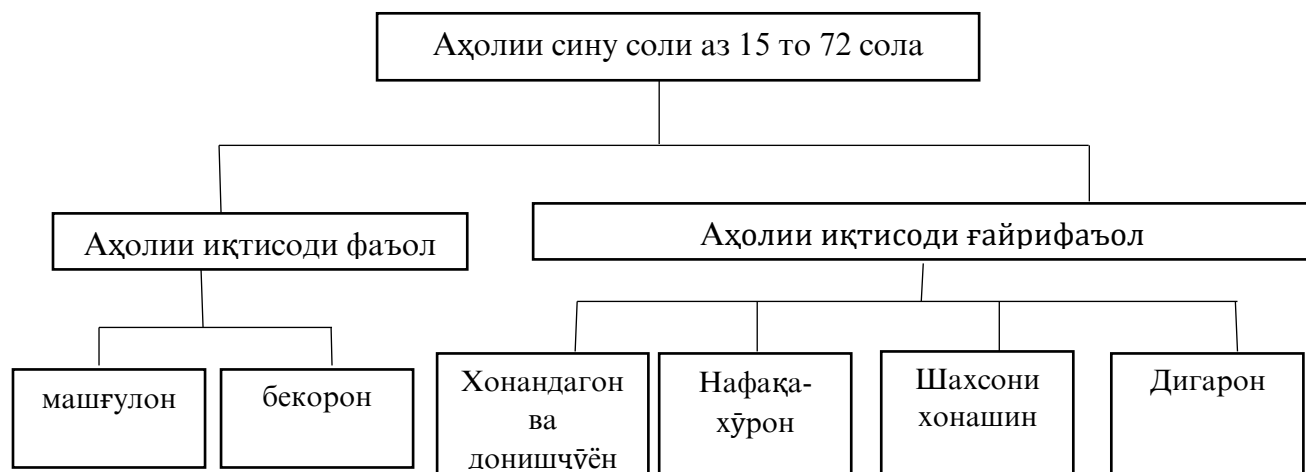 Аҳолии сину соли аз 15 то 72 сола
Аҳолии иқтисоди фаъол
Аҳолии иқтисоди ғайрифаъол
машғулон
бекорон
Хонандагон
ва
донишҷӯён
Нафақа-
хӯрон
Шахсони
хонашин
Дигарон